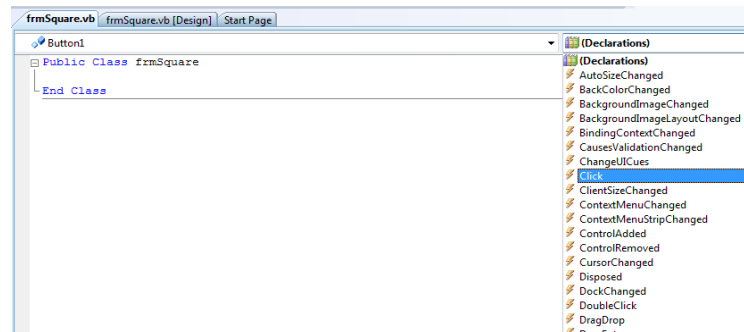 frmSquare.vb frmSquare.vb [Design] Start Page
Button1 (Declarations)
Public Class frmSquare
End Class
(Declarations)
AutoSizeChanged
BackColorChanged
BackgroundImageChanged
BackgroundImageLayoutChanged
BindingContextChanged
CausesValidationChanged
ChangeUICues
Click
ClientSizeChanged
ContextMenuChanged
ContextMenuStripChanged
ControlAdded
ControlRemoved
CursorChanged
Disposed
DockChanged
DoubleClick
DragDrop